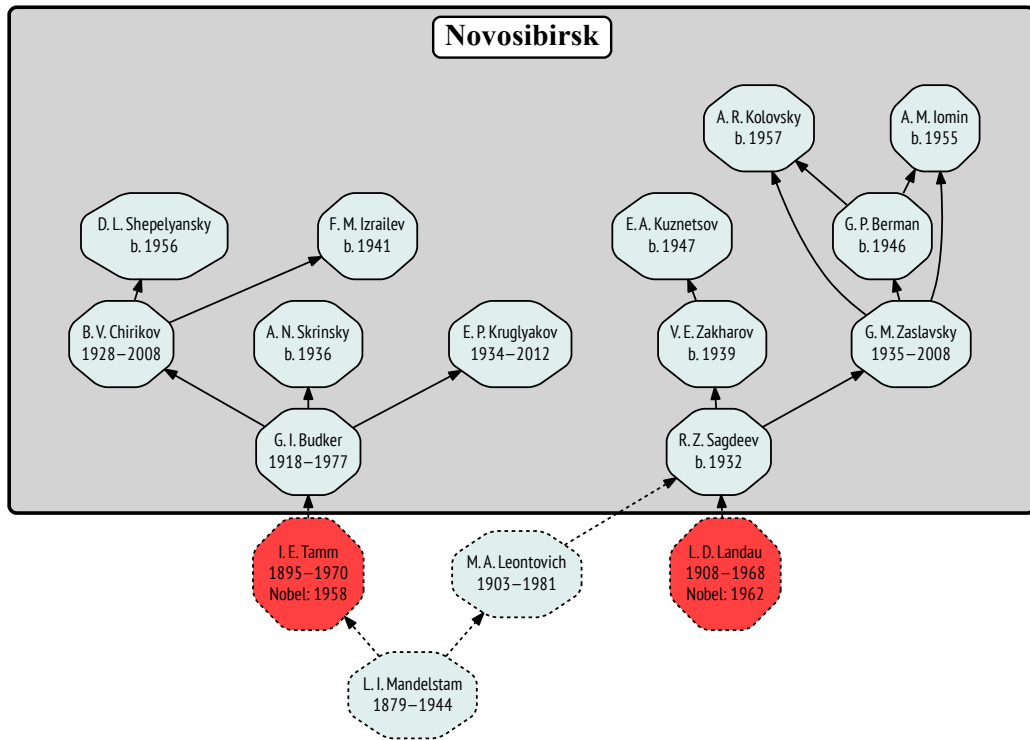 Novosibirsk
A. R. Kolovsky
b. 1957
A. M. Iomin
b. 1955
D. L. Shepelyansky
b. 1956
F. M. Izrailev
b. 1941
E. A. Kuznetsov
b. 1947
G. P. Berman
b. 1946
B. V. Chirikov
1928–2008
A. N. Skrinsky
b. 1936
E. P. Kruglyakov
1934–2012
V. E. Zakharov
b. 1939
G. M. Zaslavsky
1935–2008
G. I. Budker
1918–1977
R. Z. Sagdeev
b. 1932
I. E. Tamm
1895–1970
Nobel: 1958
M. A. Leontovich
1903–1981
L. D. Landau
1908–1968
Nobel: 1962
L. I. Mandelstam
1879–1944